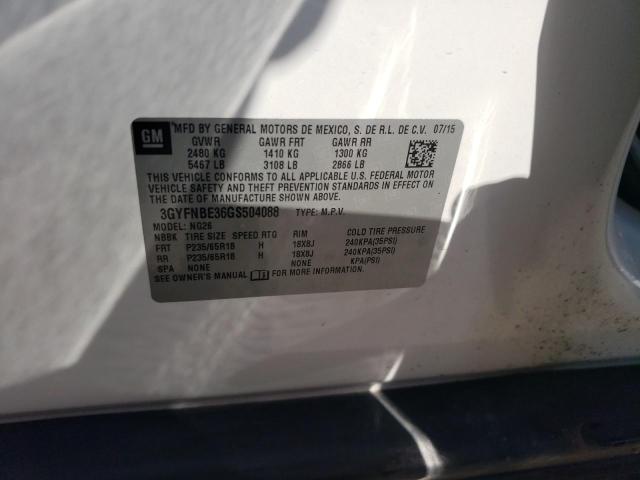 GM MFD BY GENERAL MOTORS DE MEXICO, S. DE R.L. DE C.V. 07/15
GVWR GAWR FRT GAWR RR
2480 KG 1410 KG 1300 KG
5467 LB 3108 LB 2866 LB
THIS VEHICLE CONFORMS TO ALL APPLICABLE U.S. FEDERAL MOTOR
VEHICLE SAFETY AND THEFT PREVENTION STANDARDS IN EFFECT ON
THE DATE OF MANUFACTURE SHOWN ABOVE.
3GYFNBE36GS504088 TYPE: M.P.V.
MODEL: NG26
NBBK TIRE SIZE SPEED RTG RIM COLD TIRE PRESSURE
FRT P235/65R18 H 18X8J 240KPA(35PSI)
RR P235/65R18 H 18X8J 240KPA(35PSI)
SPA NONE NONE KPA(PSI)
SEE OWNER'S MANUAL FOR MORE INFORMATION.